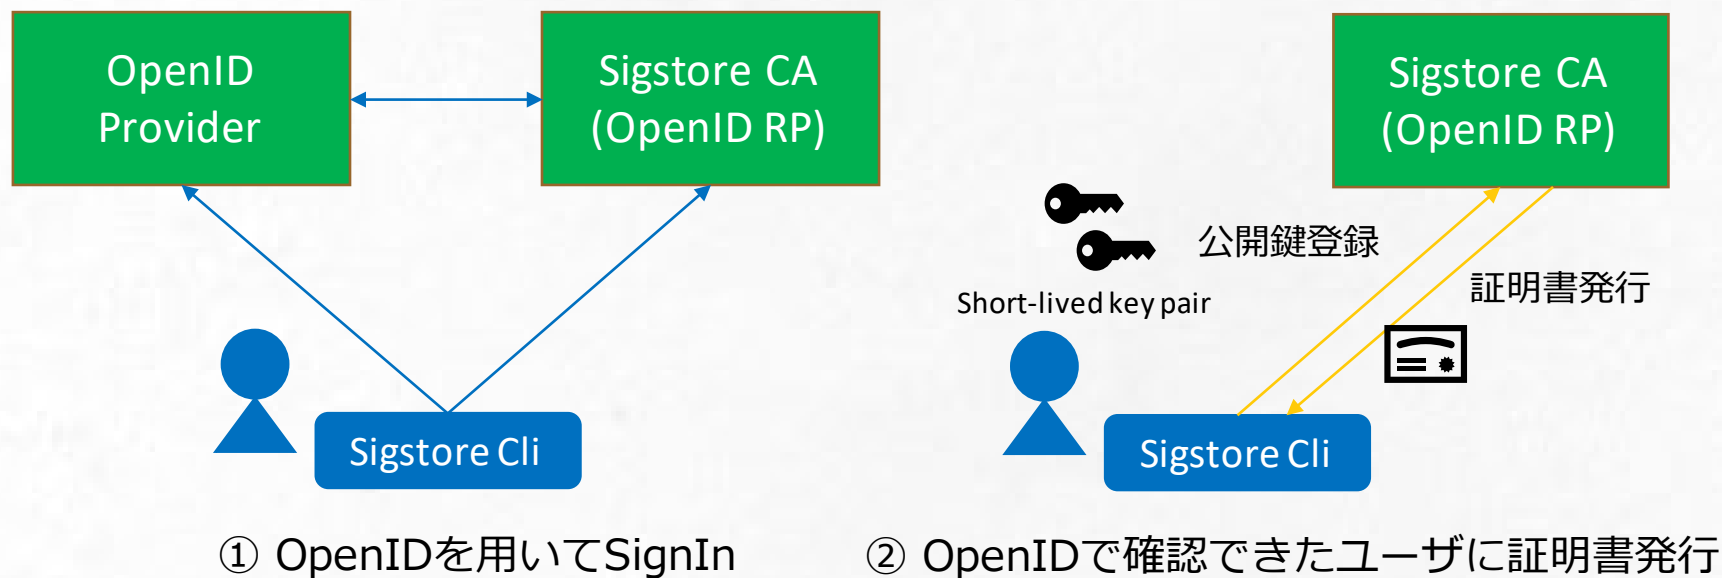 OpenID
Provider
Sigstore CA
(OpenID RP)
Sigstore Cli
① OpenIDを用いてSignIn
Sigstore CA
(OpenID RP)
公開鍵登録
証明書発行
Short-lived key pair
Sigstore Cli
② OpenIDで確認できたユーザに証明書発行